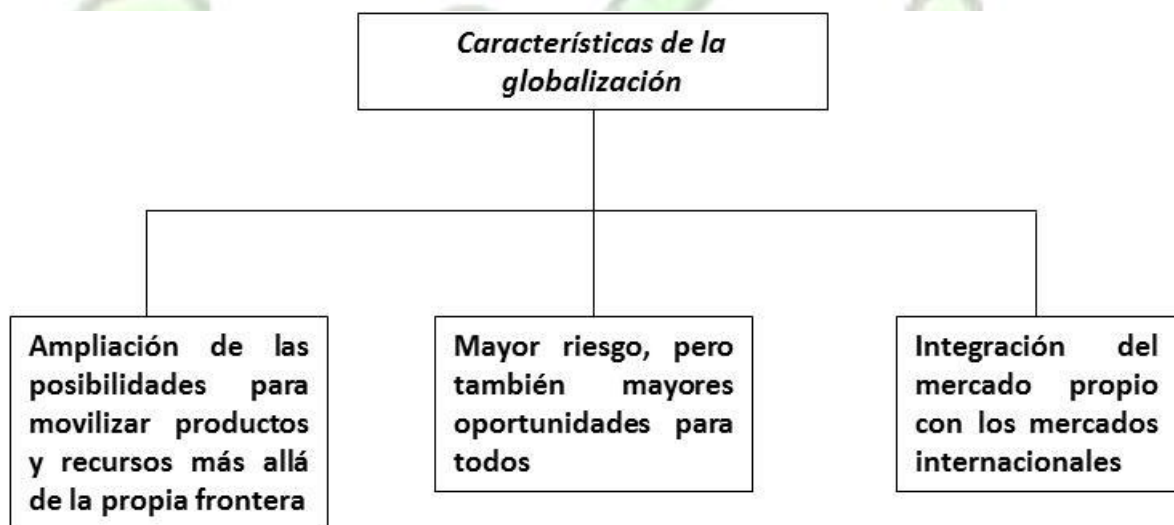 Características de la
globalización
Ampliación de las
posibilidades para
movilizar productos
y recursos más allá
de la propia frontera
Mayor riesgo, pero
también mayores
oportunidades para
todos
Integración del
mercado propio
con los mercados
internacionales